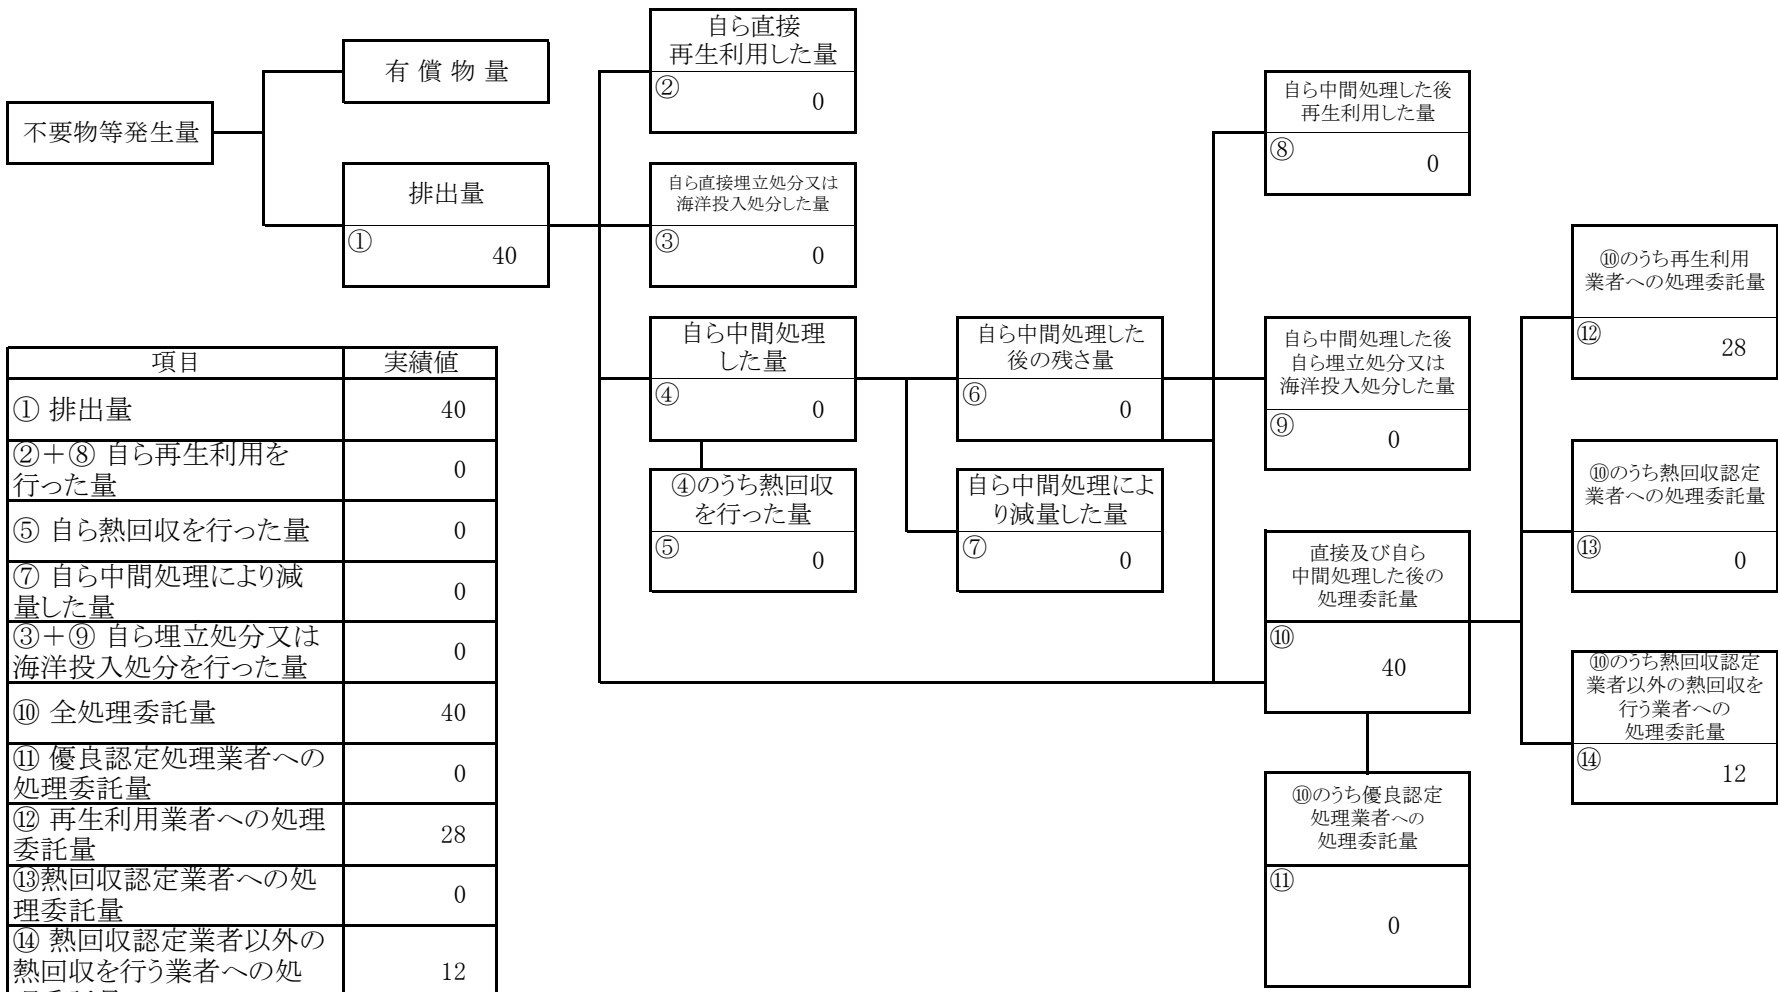 不要物等発生量
有 償 物 量
排出量
①
40
自ら直接
再生利用した量
②
0
自ら直接埋立処分又は
海洋投入処分した量
③
0
自ら中間処理
した量
④
0
④のうち熱回収
を行った量
⑤
0
自ら中間処理した
後の残さ量
⑥
0
自ら中間処理によ
り減量した量
⑦
0
自ら中間処理した後
再生利用した量
⑧
0
自ら中間処理した後
自ら埋立処分又は
海洋投入処分した量
⑨
0
直接及び自ら
中間処理した後の
処理委託量
⑩
40
⑩のうち優良認定
処理業者への
処理委託量
⑪
0
⑩のうち再生利用
業者への処理委託量
⑫
28
⑩のうち熱回収認定
業者への処理委託量
⑬
0
⑩のうち熱回収認定
業者以外の熱回収を
行う業者への
処理委託量
⑭
12
項目 実績値
① 排出量 40
②+⑧ 自ら再生利用を
行った量 0
⑤ 自ら熱回収を行った量 0
⑦ 自ら中間処理により減
量した量 0
③+⑨ 自ら埋立処分又は
海洋投入処分を行った量 0
⑩ 全処理委託量 40
⑪ 優良認定処理業者への
処理委託量 0
⑫ 再生利用業者への処理
委託量 28
⑬熱回収認定業者への処
理委託量 0
⑭ 熱回収認定業者以外の
熱回収を行う業者への処 12